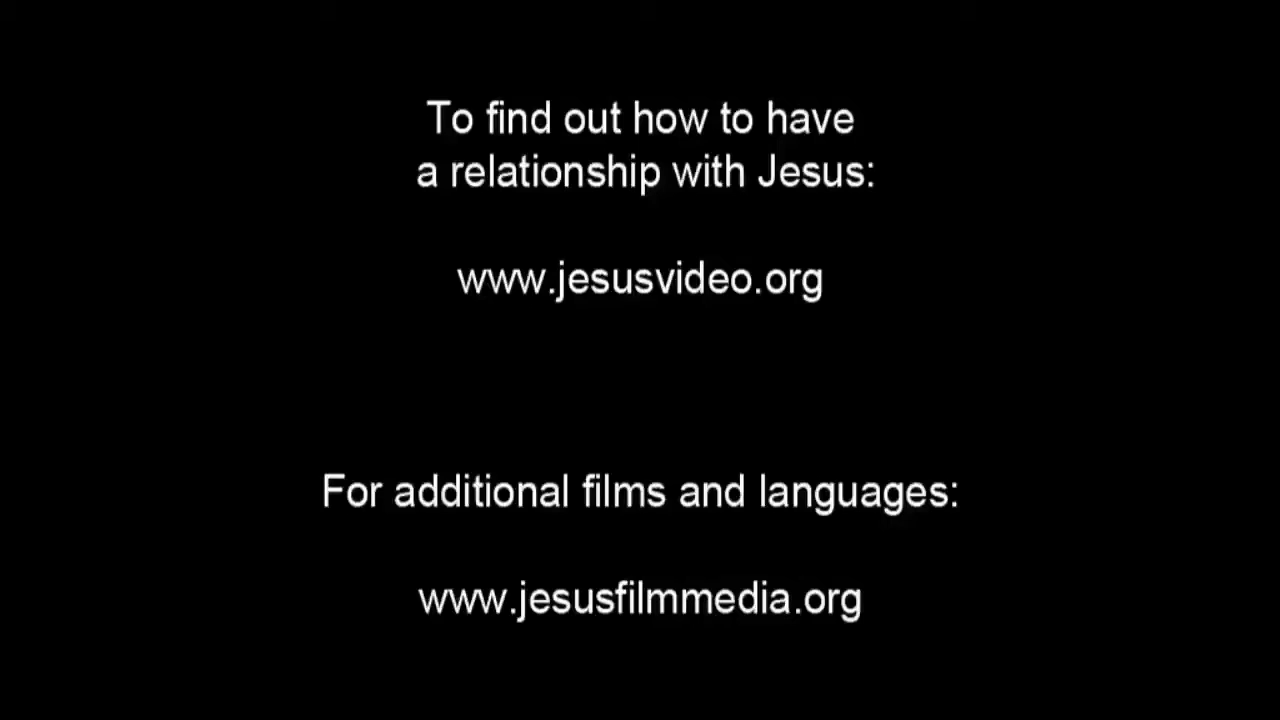 To find out how to have
a relationship with Jesus:
www.jesusvideo.org
For additional films and languages:
www.jesusfilmmedia.org